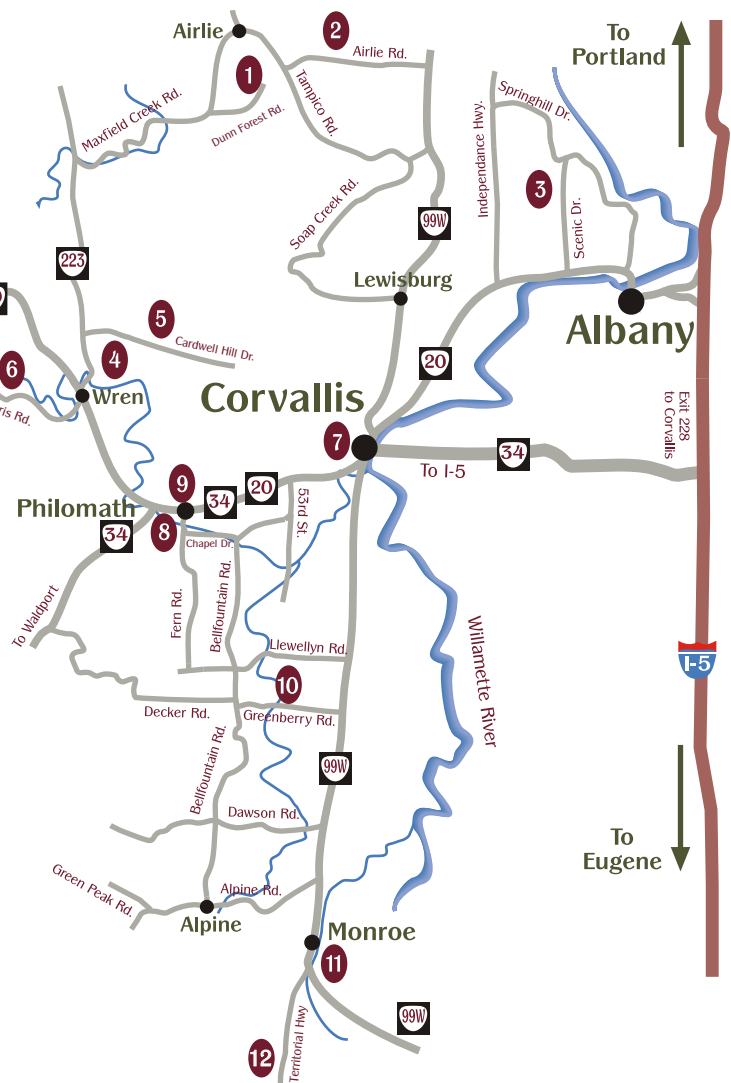 Airlie
2
Airlie Rd.
To
Portland
1
Tampico Rd.
Maxfield Creek Rd.
Dunn Forest Rd.
Springhill Dr.
Independance Hwy.
3
Scenic Dr.
Soap Creek Rd.
99W
223
Lewisburg
5
Cardwell Hill Dr.
Albany
4
20
6
Wren
ris Rd.
Corvallis
Exit 228
to Corvallis
7
To I-5
34
9
34
20
Philomath
8
34
53rd St.
Chapel Dr.
To Waldport
Fern Rd.
Bellfountain Rd.
Willamette River
Llewellyn Rd.
I-5
10
Decker Rd.
Greenberry Rd.
Bellfountain Rd.
99W
Dawson Rd.
To
Eugene
Green Peak Rd.
Alpine Rd.
Alpine
Monroe
11
99W
Territorial Hwy
12